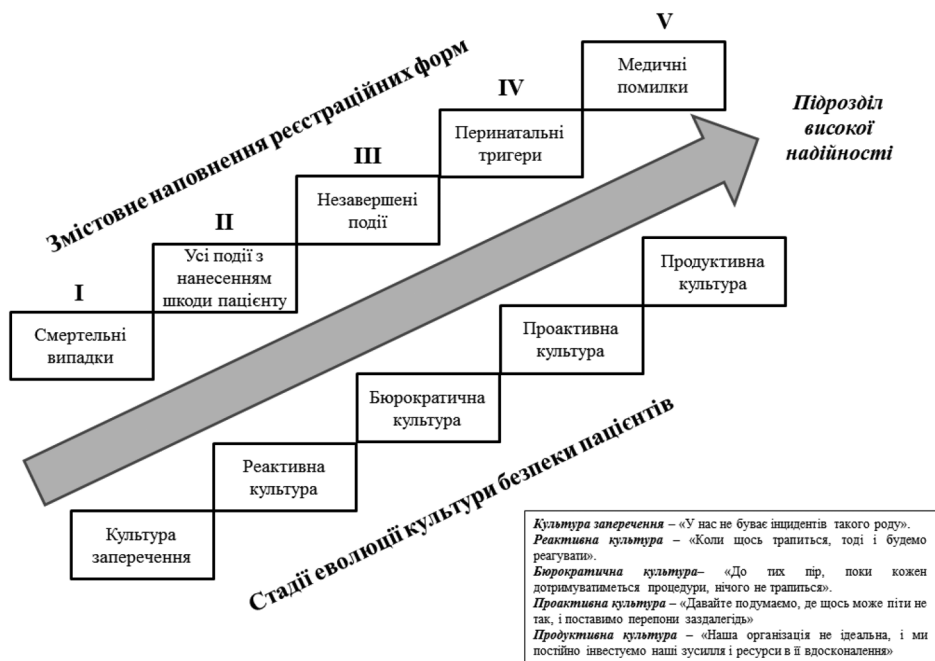 Змістовне наповнення реєстраційних форм
I
Смертельні
випадки
II
Усі події з
нанесенням
шкоди пацієнту
III
Незавершені
події
IV
Перинатальні
тригери
V
Медичні
помилки
Підрозділ
високої
надійності
Культура
заперечення
Реактивна
культура
Бюрократична
культура
Проактивна
культура
Продуктивна
культура
Стадії еволюції культури безпеки пацієнтів
Культура заперечення – «У нас не буває інцидентів такого роду».
Реактивна культура – «Коли щось трапиться, тоді і будемо
реагувати».
Бюрократична культура– «До тих пір, поки кожен
дотримуватиметься процедури, нічого не трапиться».
Проактивна культура – «Давайте подумаємо, де щось може піти не
так, і поставимо перепони заздалегідь»
Продуктивна культура – «Наша організація не ідеальна, і ми
постійно інвестуємо наші зусилля і ресурси в її вдосконалення»